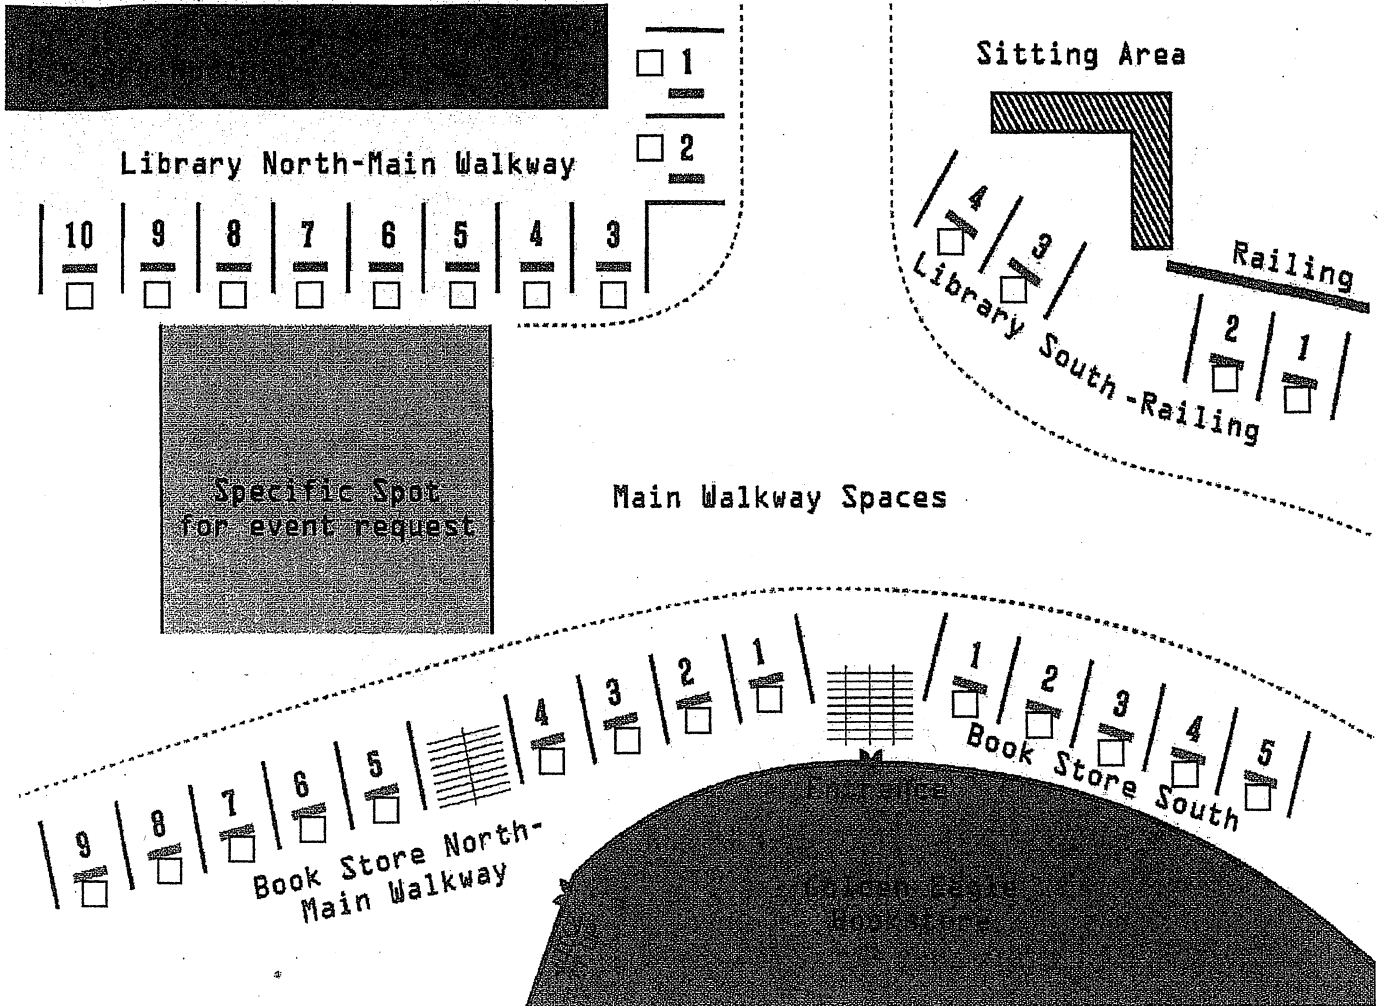 Sitting Area
1
2
Library North-Main Walkway
10 9 8 7 6 5 4 3
4
3
Railing
2
1
Library South-Railing
Specific Spot
for event request
Main Walkway Spaces
9 8 7 6 5 4 3 2 1
1 2 3 4 5
Book Store South
Book Store North-
Main Walkway
Entrance
Golden Eagle
Bookstore